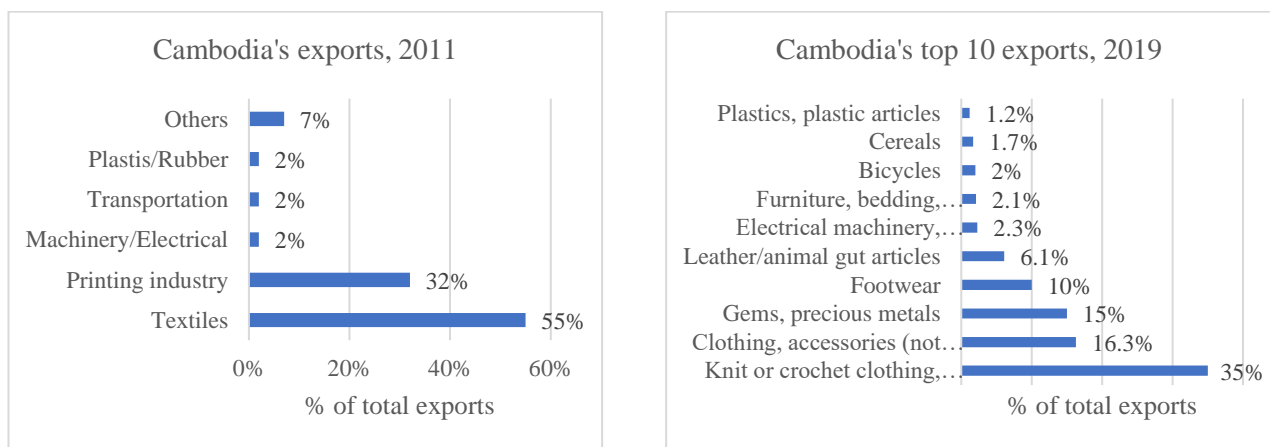 Cambodia's exports, 2011
Others 7%
Plastis/Rubber 2%
Transportation 2%
Machinery/Electrical 2%
Printing industry 32%
Textiles 55%
0% 20% 40% 60%
% of total exports
Cambodia's top 10 exports, 2019
Plastics, plastic articles 1.2%
Cereals 1.7%
Bicycles 2%
Furniture, bedding,… 2.1%
Electrical machinery,… 2.3%
Leather/animal gut articles 6.1%
Footwear 10%
Gems, precious metals 15%
Clothing, accessories (not… 16.3%
Knit or crochet clothing,… 35%
% of total exports